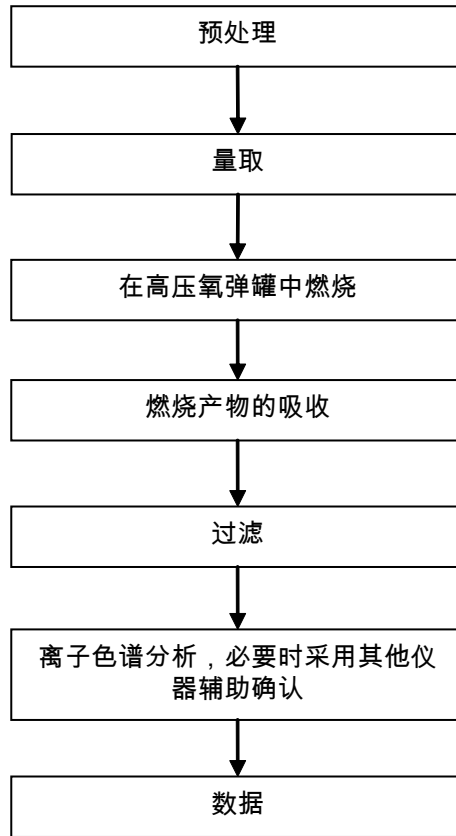 预处理
量取
在高压氧弹罐中燃烧
燃烧产物的吸收
过滤
离子色谱分析，必要时采用其他仪
器辅助确认
数据